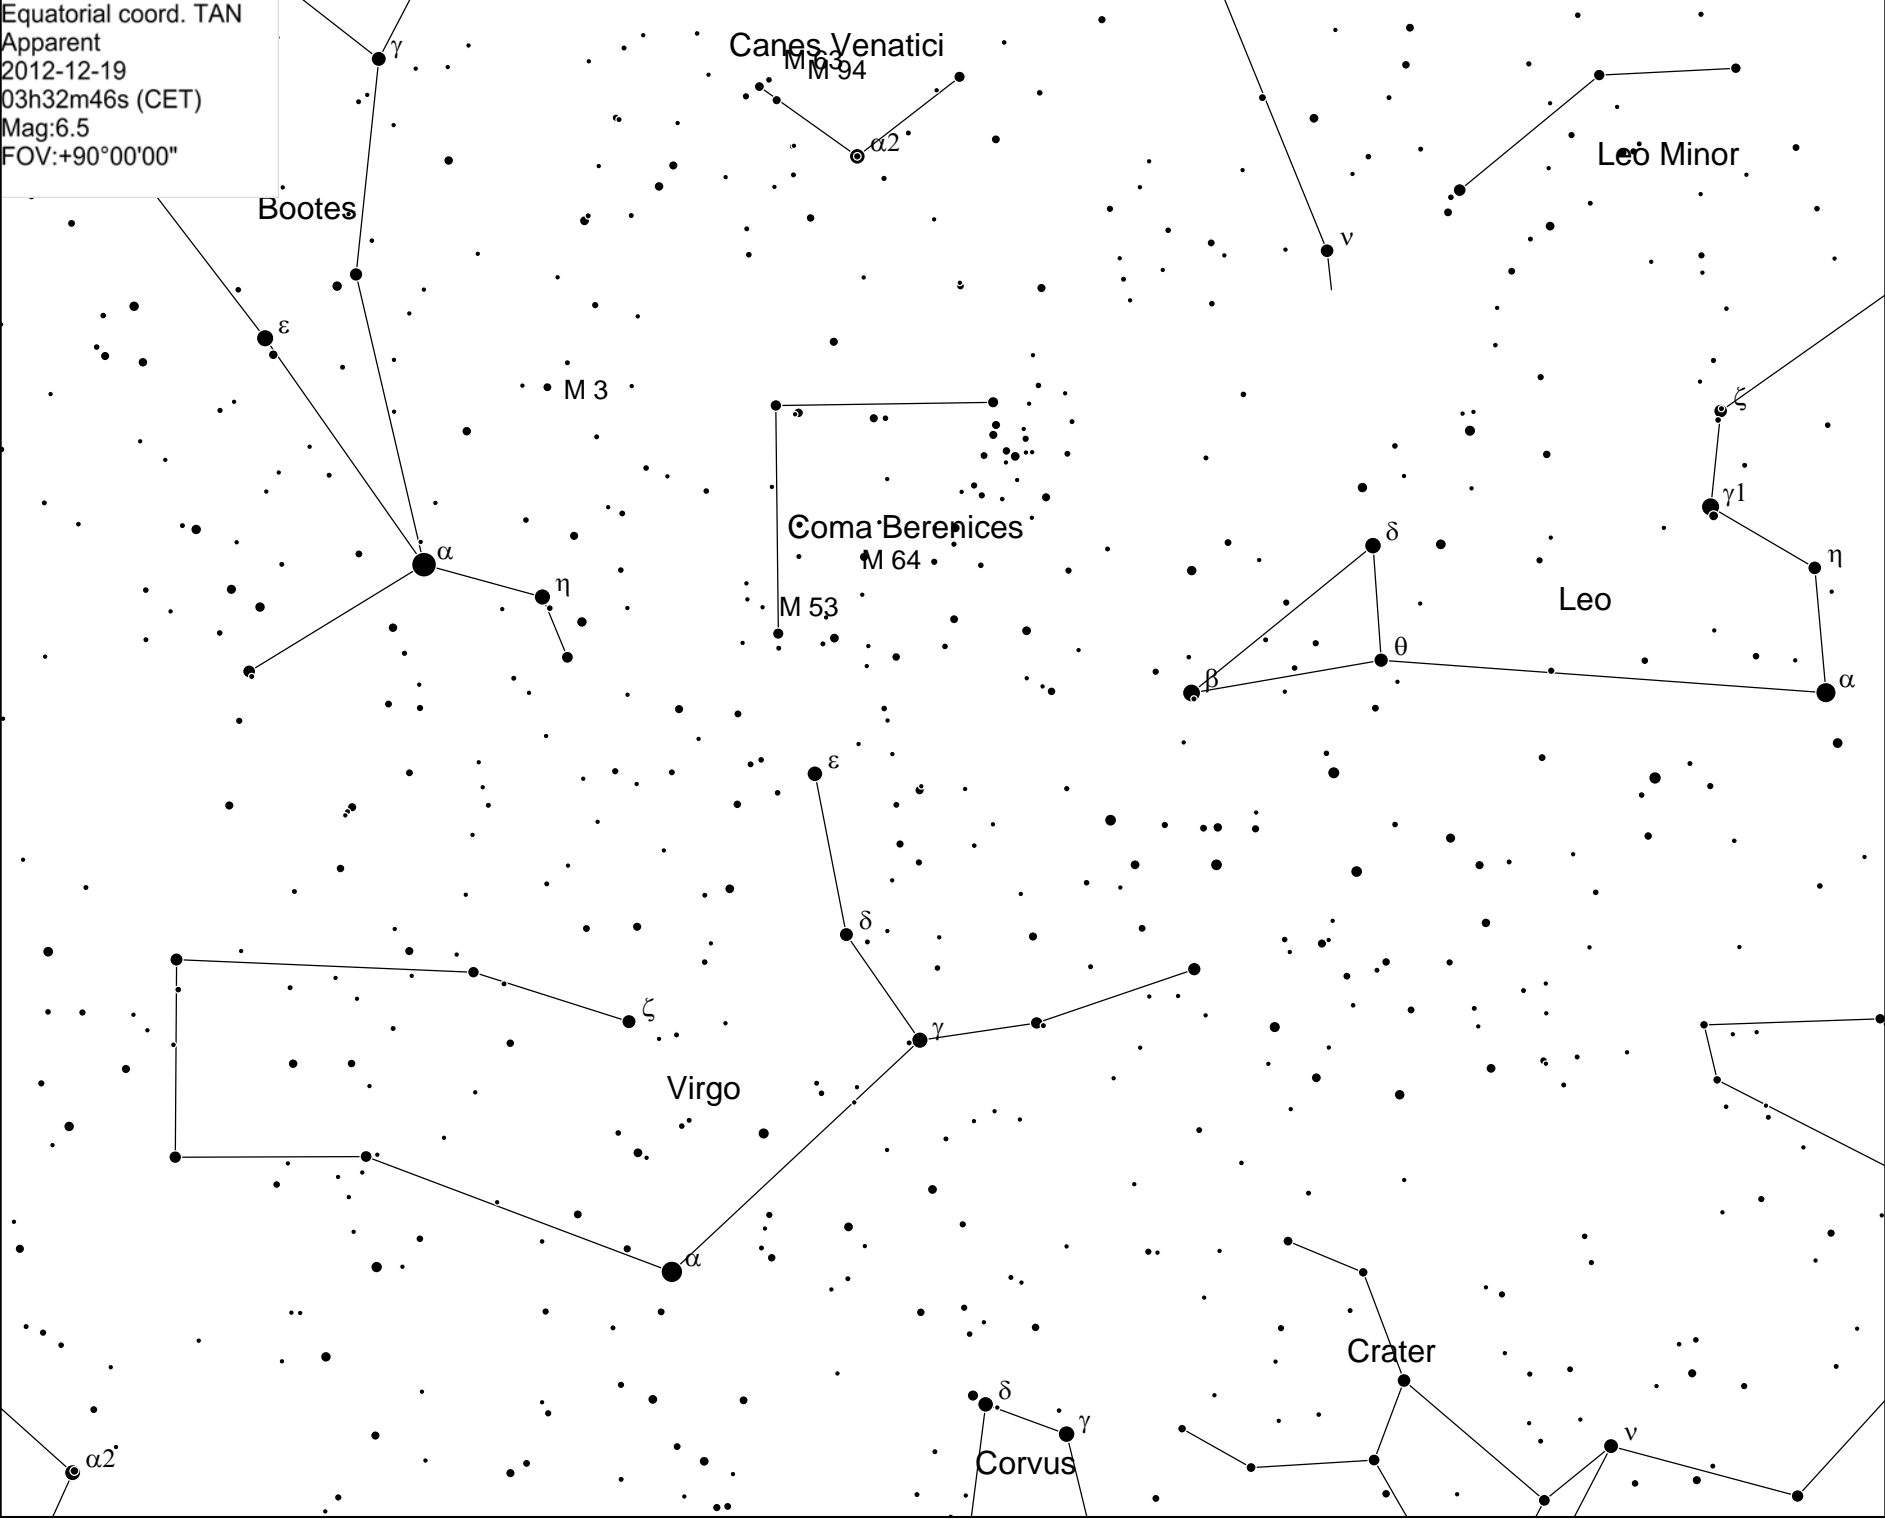 Equatorial coord. TAN
Apparent
2012-12-19
03h32m46s (CET)
Mag:6.5
FOV:+90°00'00"
γ
Canes Venatici
M 63
M 94
α2
Leo Minor
Bootes
ν
ε
M 3
ζ
γ1
Coma Berenices
δ
α
M 64
η
η
Leo
M 53
θ
β
α
ε
δ
ζ
γ
Virgo
α
Crater
δ
γ
ν
α2
Corvus